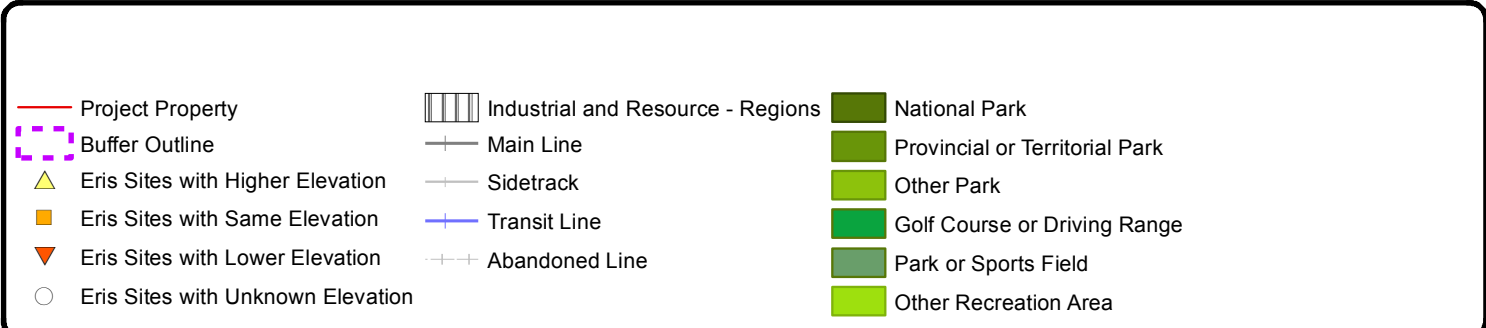 Project Property
Buffer Outline
Eris Sites with Higher Elevation
Eris Sites with Same Elevation
Eris Sites with Lower Elevation
Eris Sites with Unknown Elevation
Industrial and Resource - Regions
Main Line
Sidetrack
Transit Line
Abandoned Line
National Park
Provincial or Territorial Park
Other Park
Golf Course or Driving Range
Park or Sports Field
Other Recreation Area